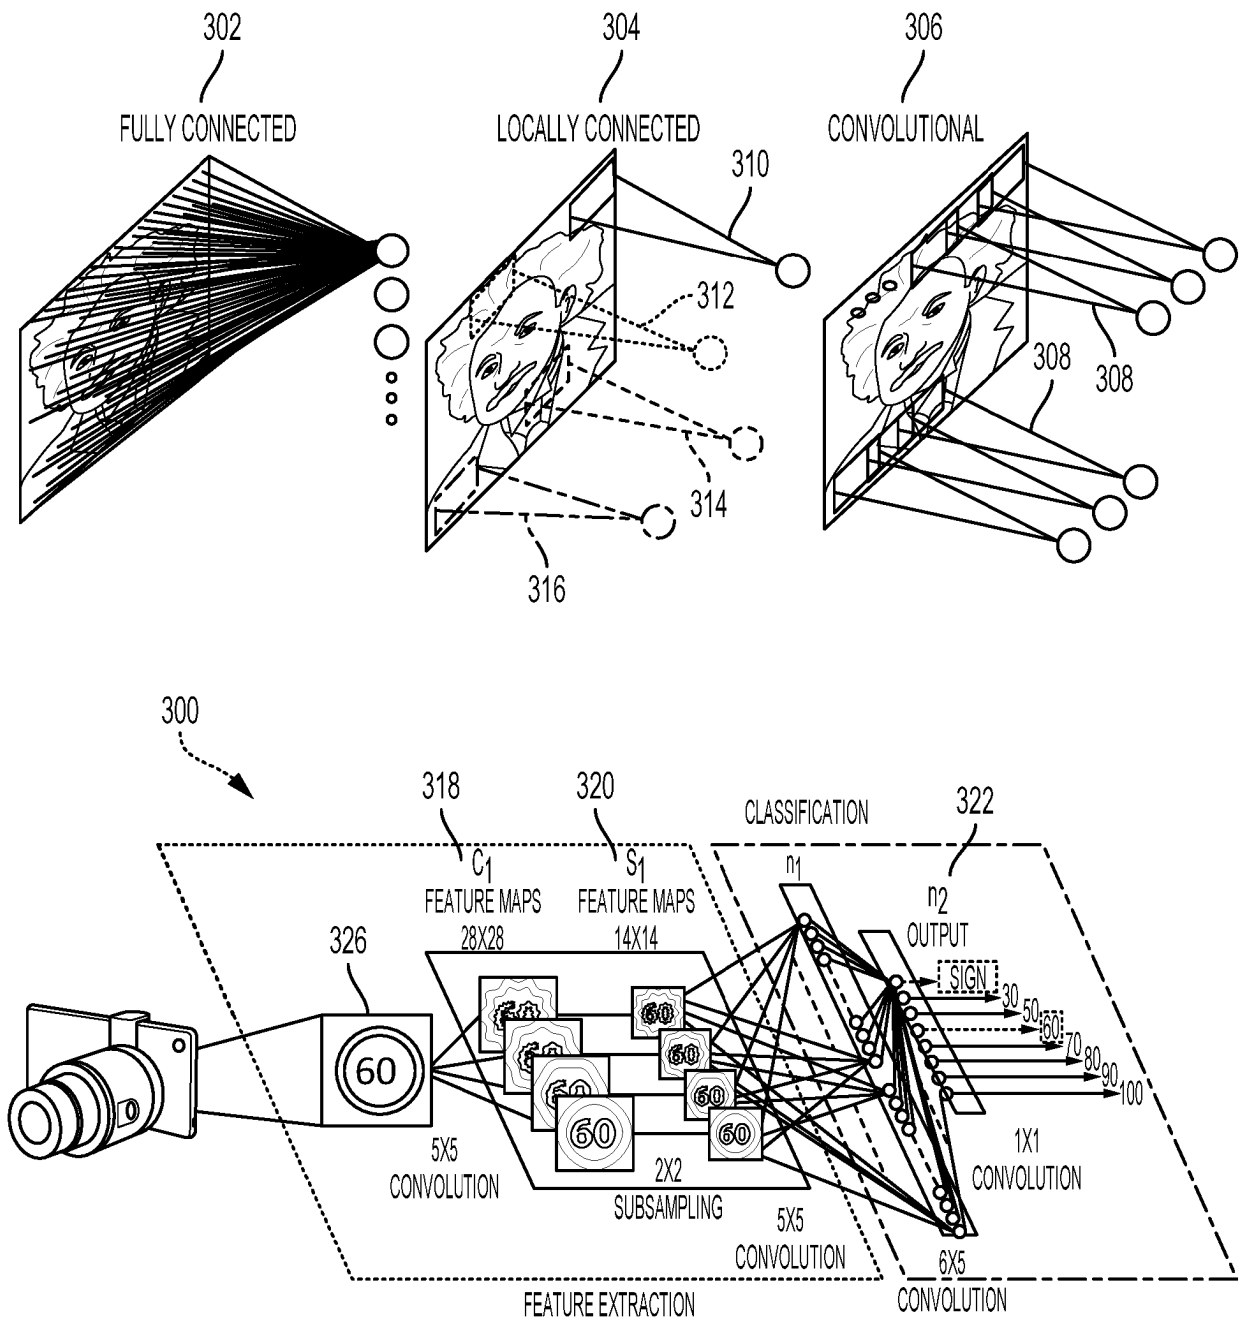 302
304
306
FULLY CONNECTED
LOCALLY CONNECTED
CONVOLUTIONAL
310
312
308
308
314
316
300
318
320
CLASSIFICATION
322
C1
S1
n1
FEATURE MAPS
FEATURE MAPS
n2
28X28
14X14
OUTPUT
326
SIGN
30
50
60
70
80
90
100
60
60
60
60
60
60
60
60
60
5X5
CONVOLUTION
2X2
SUBSAMPLING
1X1
CONVOLUTION
5X5
CONVOLUTION
6X5
CONVOLUTION
FEATURE EXTRACTION